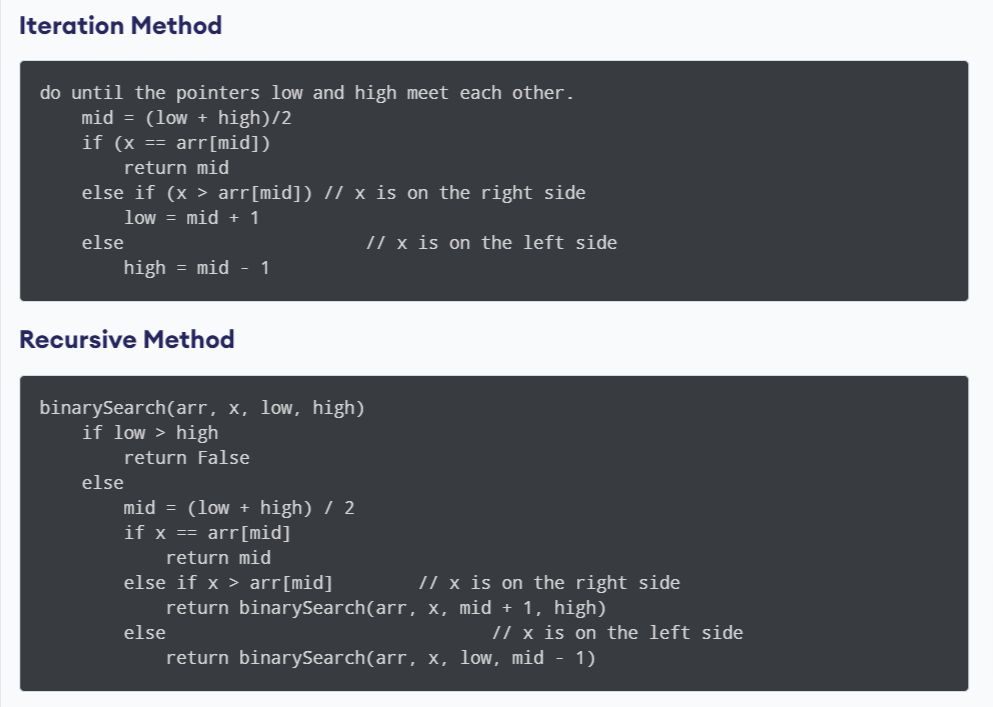 Iteration Method
do until the pointers low and high meet each other.
    mid = (low + high)/2
    if (x == arr[mid])
        return mid
    else if (x > arr[mid]) // x is on the right side
        low = mid + 1
    else                       // x is on the left side
        high = mid - 1
Recursive Method
binarySearch(arr, x, low, high)
    if low > high
        return False
    else
        mid = (low + high) / 2
        if x == arr[mid]
            return mid
        else if x > arr[mid]        // x is on the right side
            return binarySearch(arr, x, mid + 1, high)
        else                               // x is on the left side
            return binarySearch(arr, x, low, mid - 1)